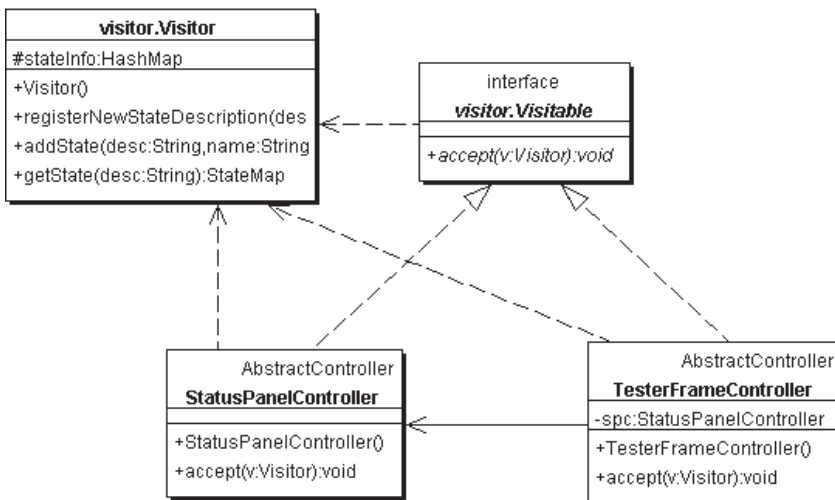 visitor.Visitor
#stateInfo:HashMap
+Visitor()
+registerNewStateDescription(des
+addState(desc:String,name:String
+getState(desc:String):StateMap
interface
visitor.Visitable
+accept(v:Visitor):void
AbstractController
StatusPanelController
+StatusPanelController()
+accept(v:Visitor):void
AbstractController
TesterFrameController
-spc:StatusPanelController
+TesterFrameController()
+accept(v:Visitor):void